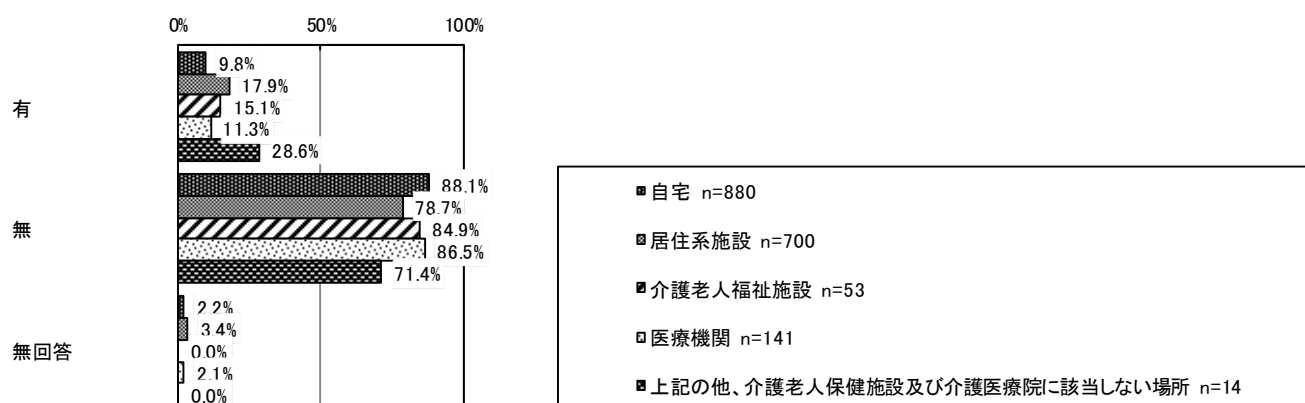 0% 50% 100%
有
9.8%
17.9%
15.1%
11.3%
28.6%
無
88.1%
78.7%
84.9%
86.5%
71.4%
無回答
2.2%
3.4%
0.0%
2.1%
0.0%
自宅 n=880
居住系施設 n=700
介護老人福祉施設 n=53
医療機関 n=141
上記の他、介護老人保健施設及び介護医療院に該当しない場所 n=14